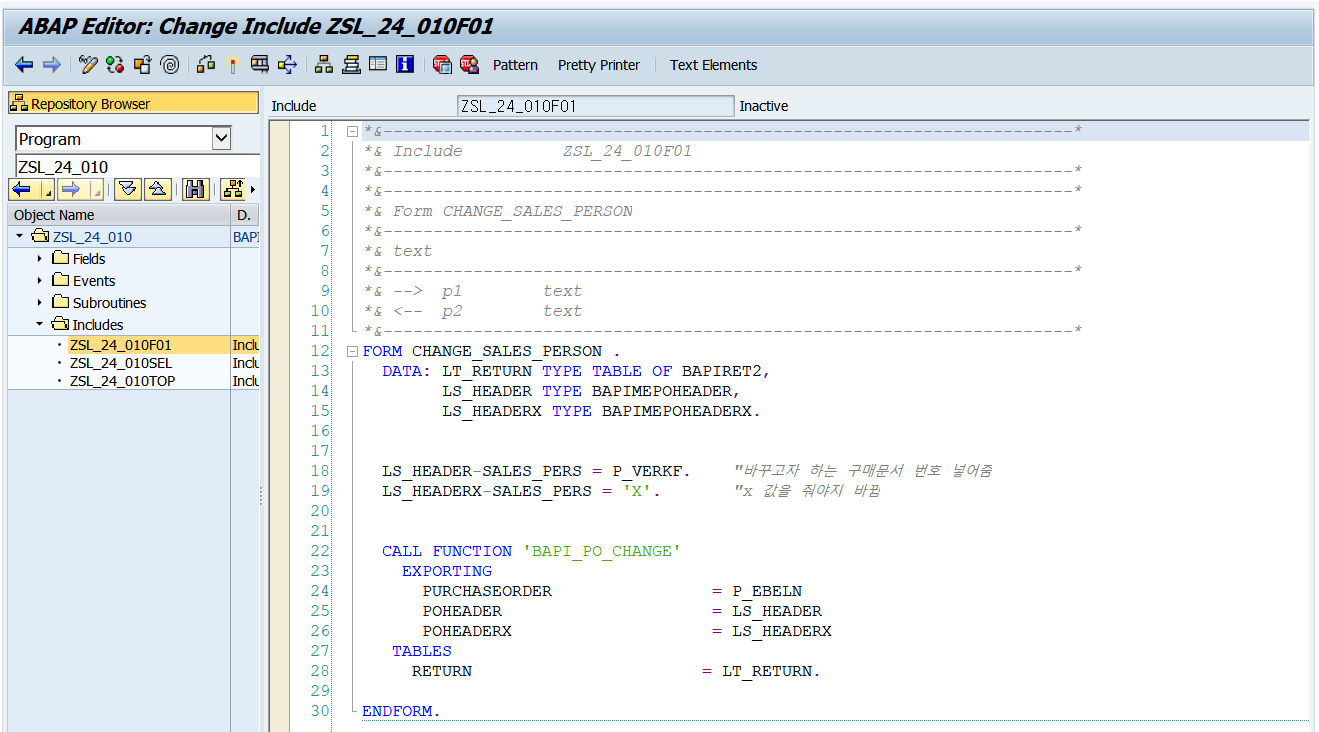 ABAP Editor: Change Include ZSL_24_010F01
Pattern Pretty Printer Text Elements
Repository Browser
Include ZSL_24_010F01 Inactive
Program
ZSL_24_010
Object Name D.
ZSL_24_010 BAPI
Fields
Events
Subroutines
Includes
ZSL_24_010F01 Inclu
ZSL_24_010SEL Inclu
ZSL_24_010TOP Inclu
1 *&---------------------------------------------------------------------*
2 *& Include          ZSL_24_010F01
3 *&---------------------------------------------------------------------*
4 *&---------------------------------------------------------------------*
5 *& Form CHANGE_SALES_PERSON
6 *&---------------------------------------------------------------------*
7 *& text
8 *&---------------------------------------------------------------------*
9 *& -->  p1        text
10 *& <--  p2        text
11 *&---------------------------------------------------------------------*
12 FORM CHANGE_SALES_PERSON .
13   DATA: LT_RETURN TYPE TABLE OF BAPIRET2,
14         LS_HEADER TYPE BAPIMEPOHEADER,
15         LS_HEADERX TYPE BAPIMEPOHEADERX.
16
17
18   LS_HEADER-SALES_PERS = P_VERKF.    "바꾸고자 하는 구매문서 번호 넣어줌
19   LS_HEADERX-SALES_PERS = 'X'.       "x 값을 줘야지 바뀜
20
21
22   CALL FUNCTION 'BAPI_PO_CHANGE'
23     EXPORTING
24       PURCHASEORDER                = P_EBELN
25       POHEADER                     = LS_HEADER
26       POHEADERX                    = LS_HEADERX
27    TABLES
28      RETURN                       = LT_RETURN.
29
30 ENDFORM.